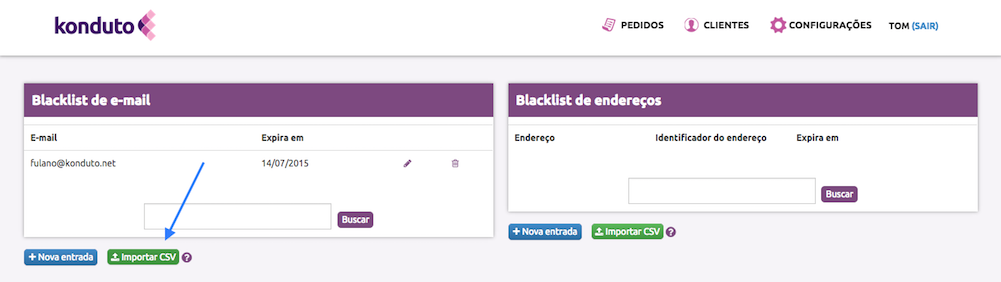 konduto
PEDIDOS CLIENTES CONFIGURAÇÕES TOM (SAIR)
Blacklist de e-mail
E-mail Expira em
fulano@konduto.net 14/07/2015
Buscar
+ Nova entrada Importar CSV ?
Blacklist de endereços
Endereço Identificador do endereço Expira em
Buscar
+ Nova entrada Importar CSV ?